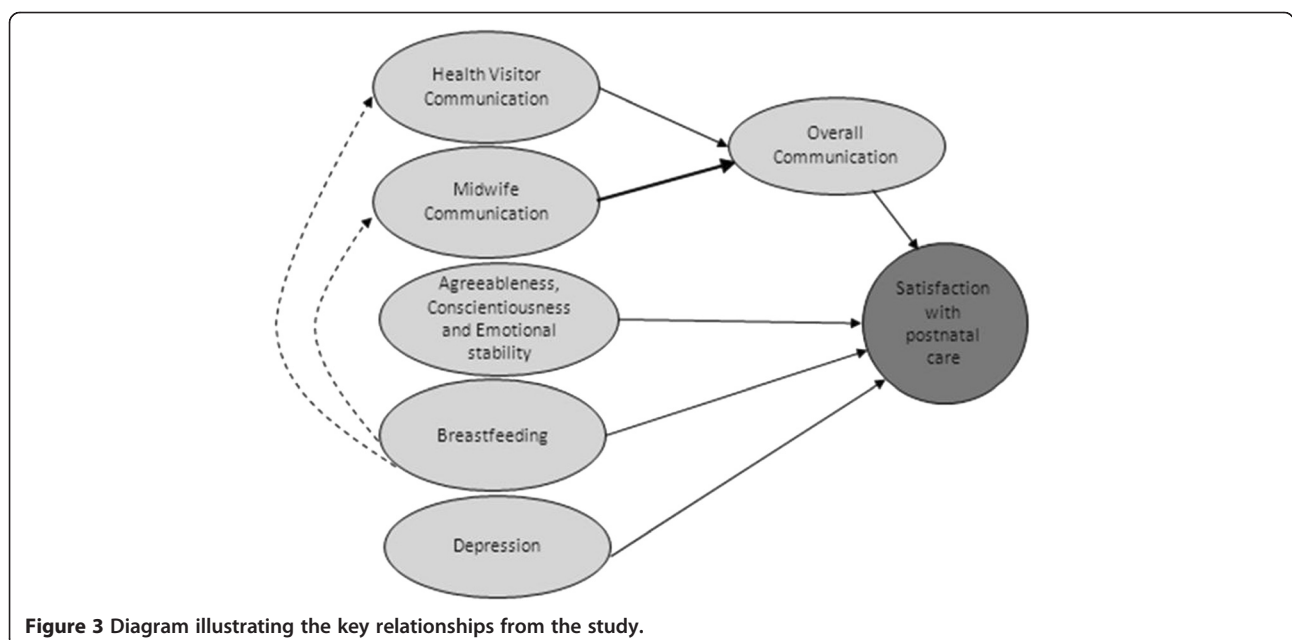 Health Visitor
Communication
Overall
Communication
Midwife
Communication
Agreeableness,
Conscientiousness
and Emotional
stability
Satisfaction
with
postnatal
care
Breastfeeding
Depression
Figure 3 Diagram illustrating the key relationships from the study.